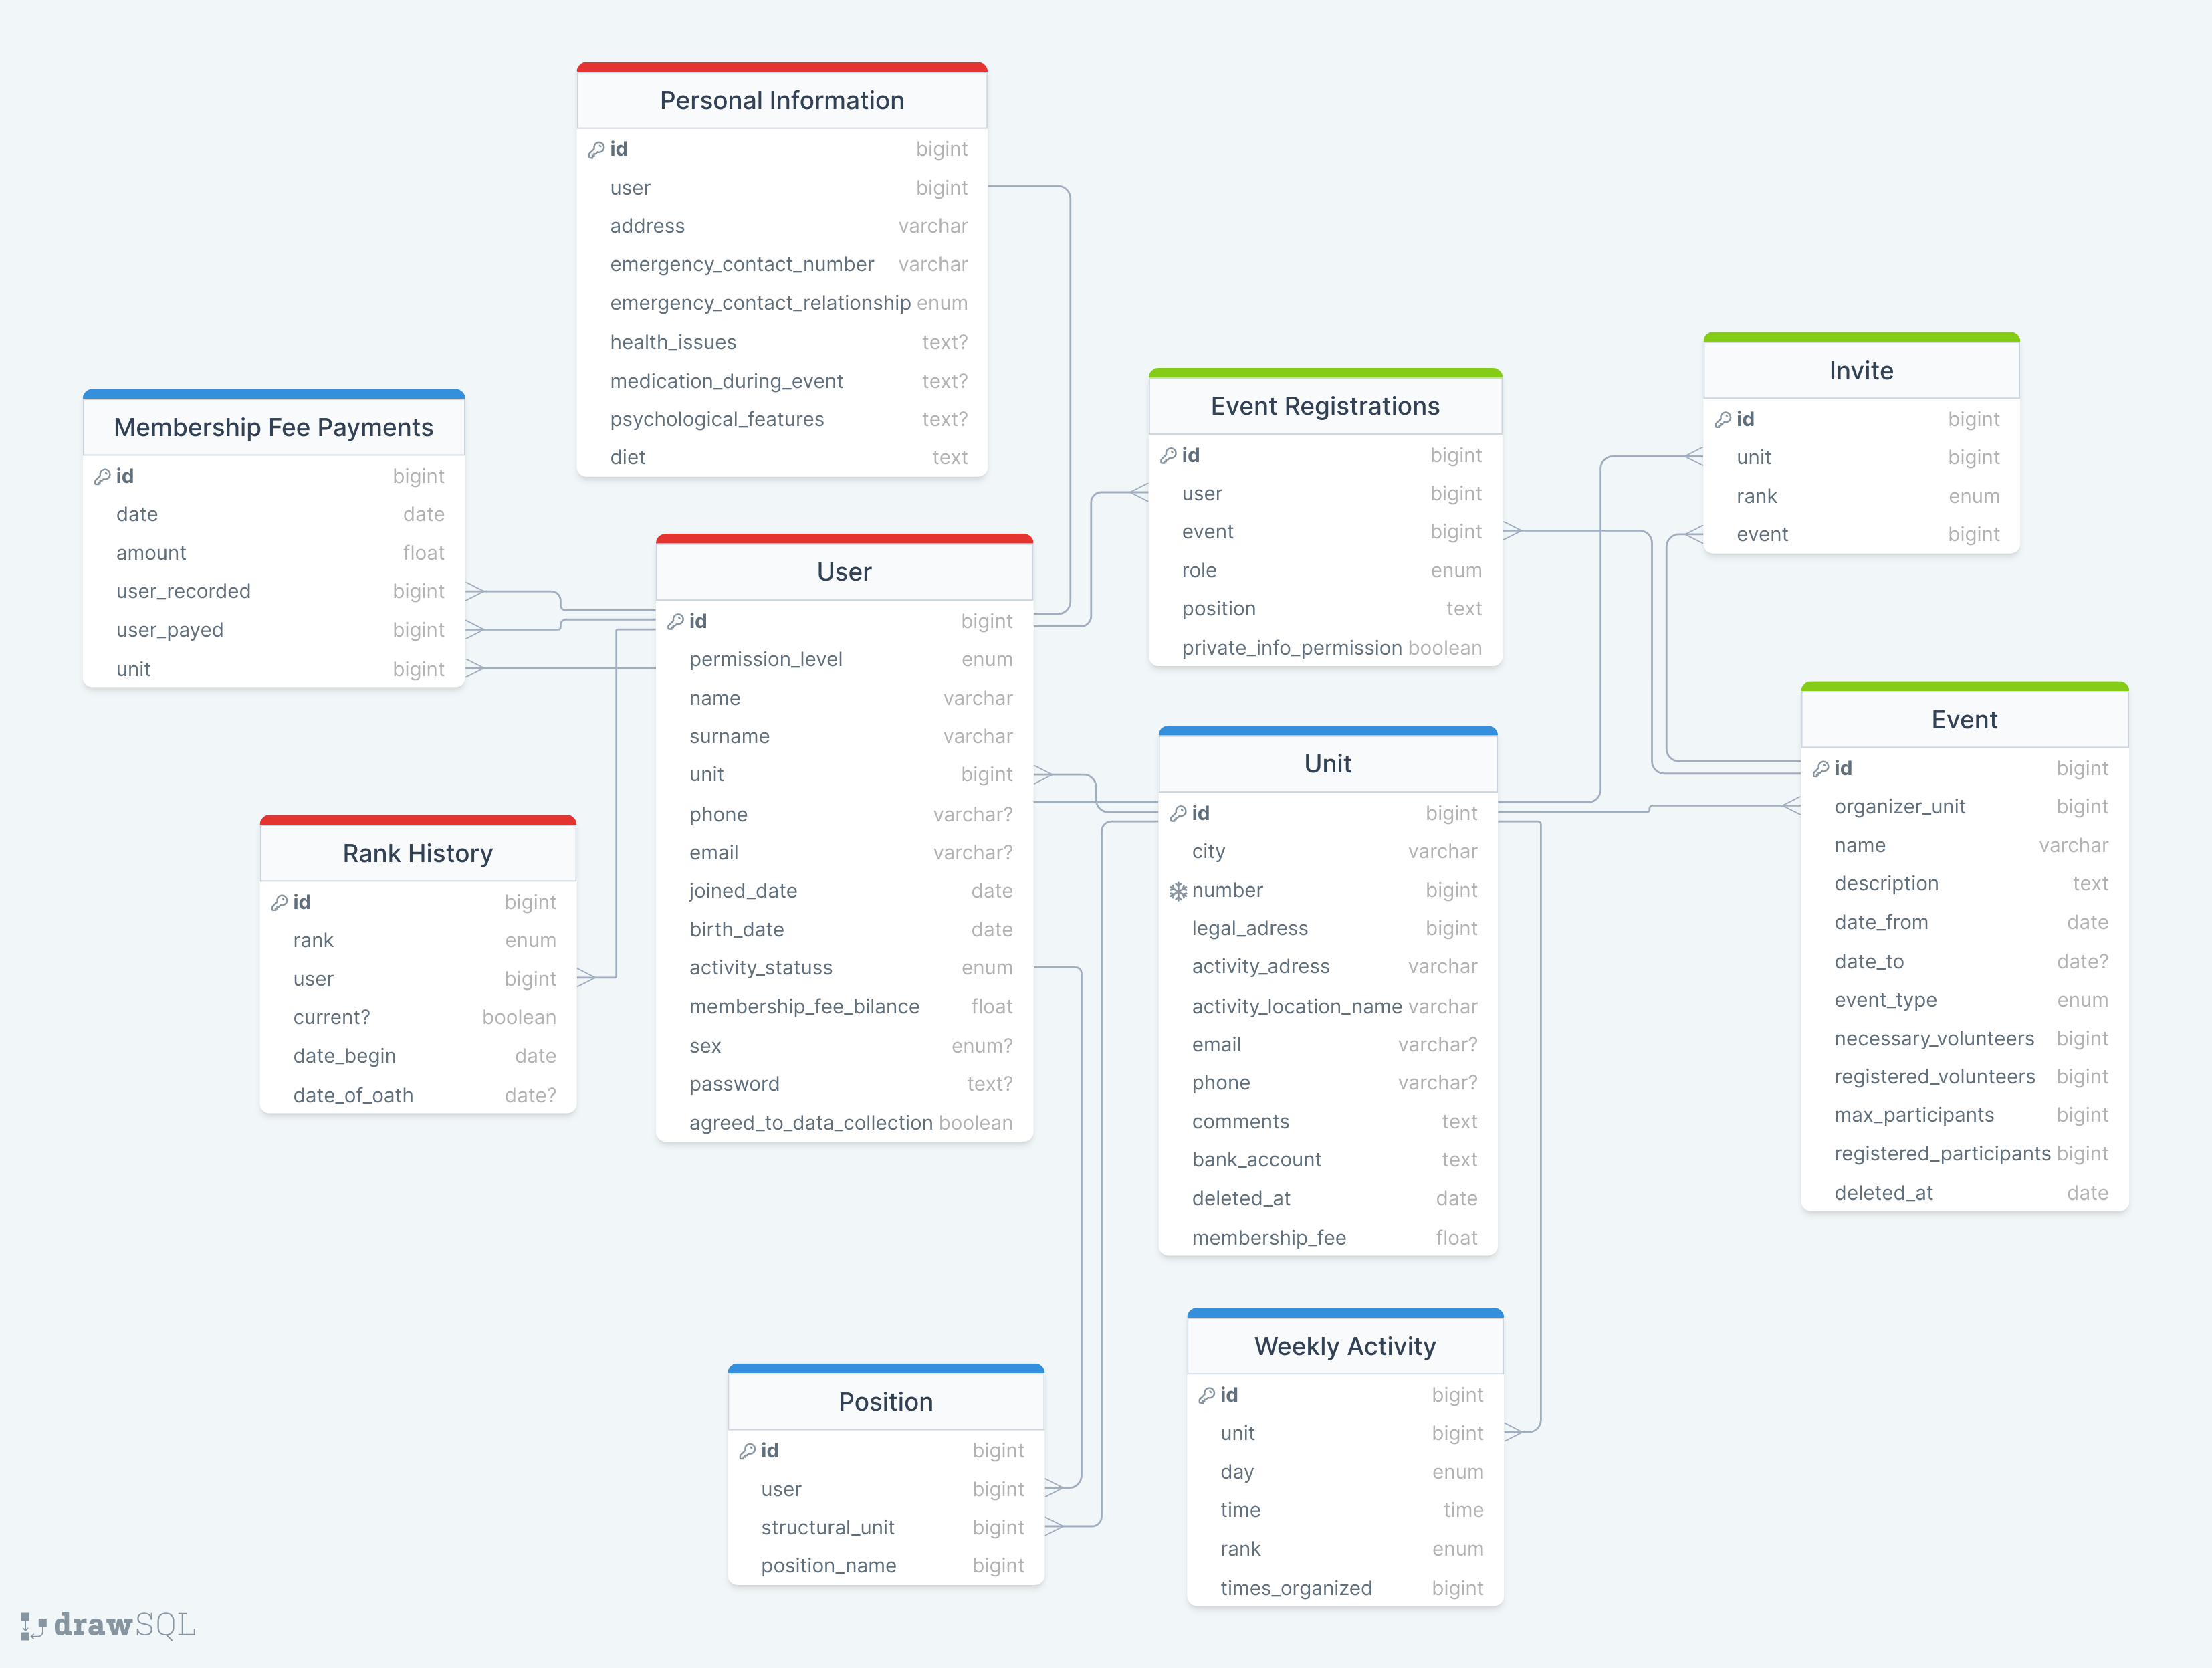 Personal Information
id bigint
user bigint
address varchar
emergency_contact_number varchar
emergency_contact_relationship enum
health_issues text?
medication_during_event text?
psychological_features text?
diet text
Membership Fee Payments
id bigint
date date
amount float
user_recorded bigint
user_payed bigint
unit bigint
User
id bigint
permission_level enum
name varchar
surname varchar
unit bigint
phone varchar?
email varchar?
joined_date date
birth_date date
activity_statuss enum
membership_fee_bilance float
sex enum?
password text?
agreed_to_data_collection boolean
Event Registrations
id bigint
user bigint
event bigint
role enum
position text
private_info_permission boolean
Invite
id bigint
unit bigint
rank enum
event bigint
Rank History
id bigint
rank enum
user bigint
current? boolean
date_begin date
date_of_oath date?
Unit
id bigint
city varchar
number bigint
legal_adress bigint
activity_adress varchar
activity_location_name varchar
email varchar?
phone varchar?
comments text
bank_account text
deleted_at date
membership_fee float
Event
id bigint
organizer_unit bigint
name varchar
description text
date_from date
date_to date?
event_type enum
necessary_volunteers bigint
registered_volunteers bigint
max_participants bigint
registered_participants bigint
deleted_at date
Position
id bigint
user bigint
structural_unit bigint
position_name bigint
Weekly Activity
id bigint
unit bigint
day enum
time time
rank enum
times_organized bigint
drawSQL